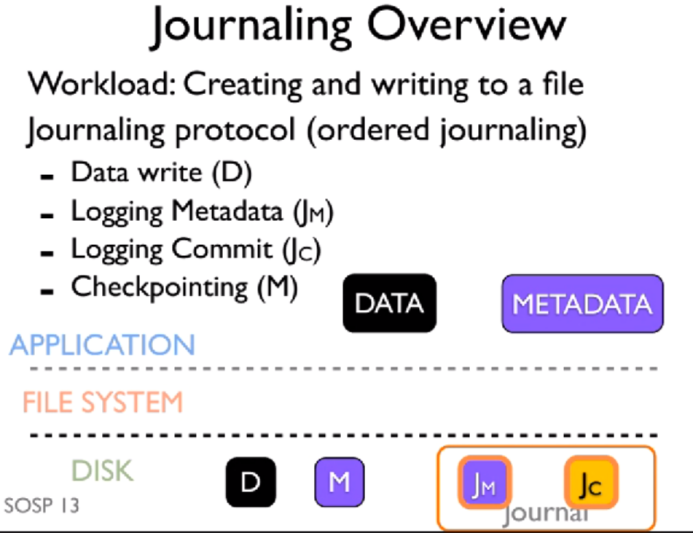 Journaling Overview
Workload: Creating and writing to a file
Journaling protocol (ordered journaling)
- Data write (D)
- Logging Metadata (JM)
- Logging Commit (JC)
- Checkpointing (M)
DATA
METADATA
APPLICATION
FILE SYSTEM
DISK
D
M
JM
JC
Journal
SOSP 13